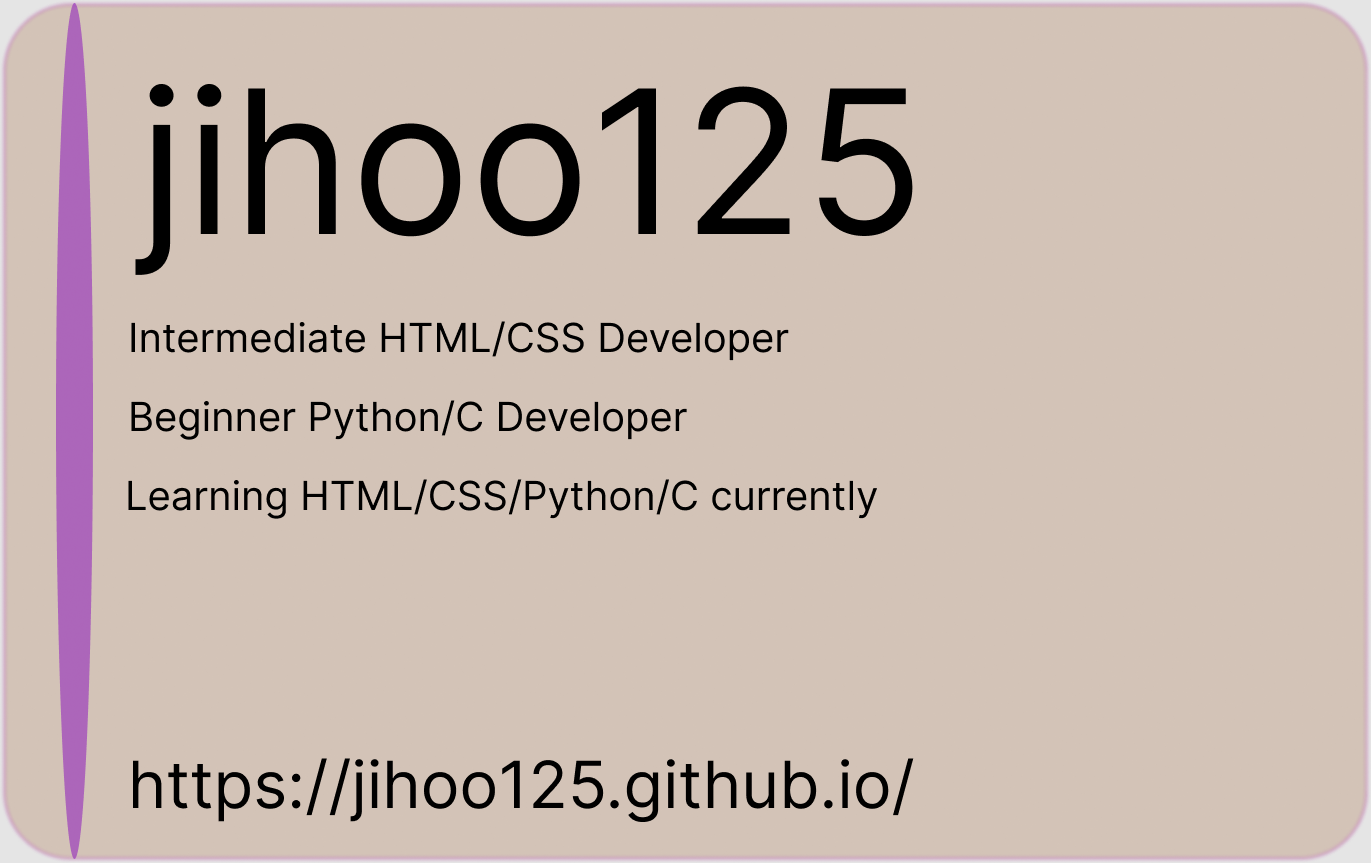 jihoo125
Intermediate HTML/CSS Developer
Beginner Python/C Developer
Learning HTML/CSS/Python/C currently
https://jihoo125.github.io/